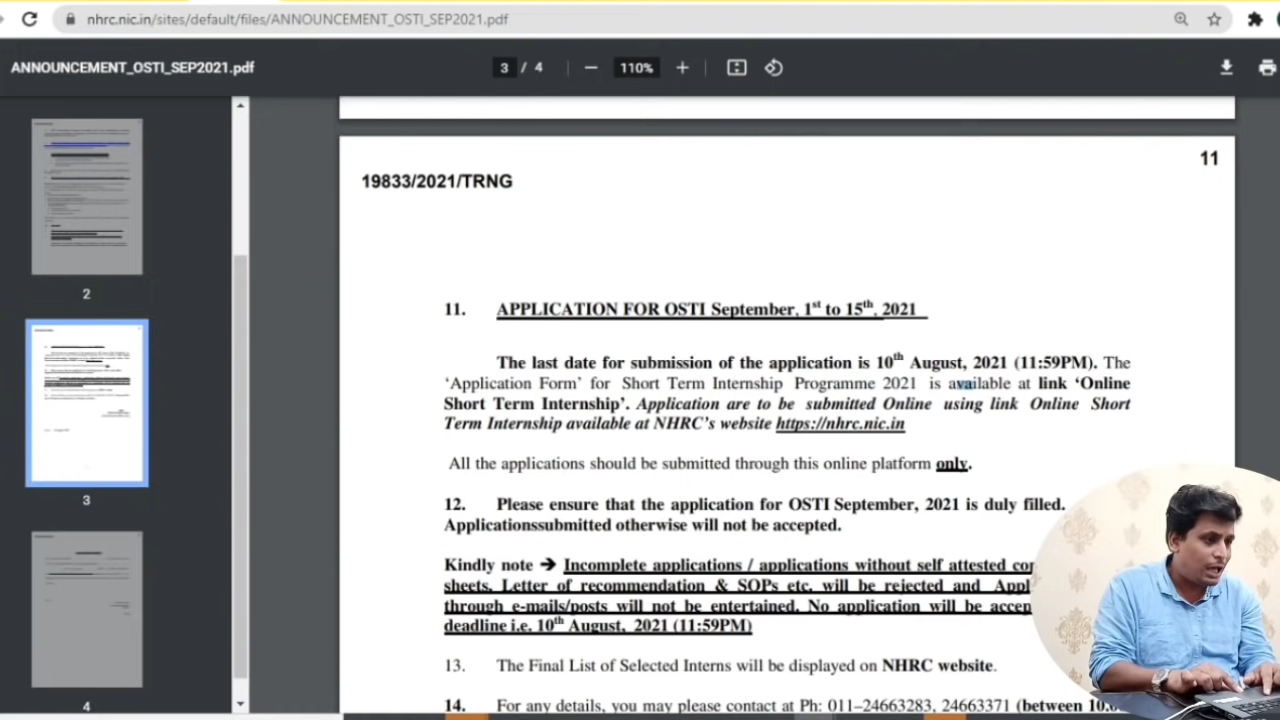 nhrc.nic.in/sites/default/files/ANNOUNCEMENT_OSTI_SEP2021.pdf
ANNOUNCEMENT_OSTI_SEP2021.pdf
3 / 4
110%
2
3
4
11
19833/2021/TRNG
11. APPLICATION FOR OSTI September, 1st to 15th, 2021
The last date for submission of the application is 10th August, 2021 (11:59PM). The
‘Application Form’ for Short Term Internship Programme 2021 is available at link ‘Online
Short Term Internship’. Application are to be submitted Online using link Online Short
Term Internship available at NHRC’s website https://nhrc.nic.in
All the applications should be submitted through this online platform only.
12. Please ensure that the application for OSTI September, 2021 is duly filled.
Applicationssubmitted otherwise will not be accepted.
Kindly note ➔ Incomplete applications / applications without self attested
sheets, Letter of recommendation & SOPs etc. will be rejected and
through e-mails/posts will not be entertained. No application will be
deadline i.e. 10th August, 2021 (11:59PM)
13. The Final List of Selected Interns will be displayed on NHRC website.
14. For any details, you may please contact at Ph: 011–24663283, 24663371 (between